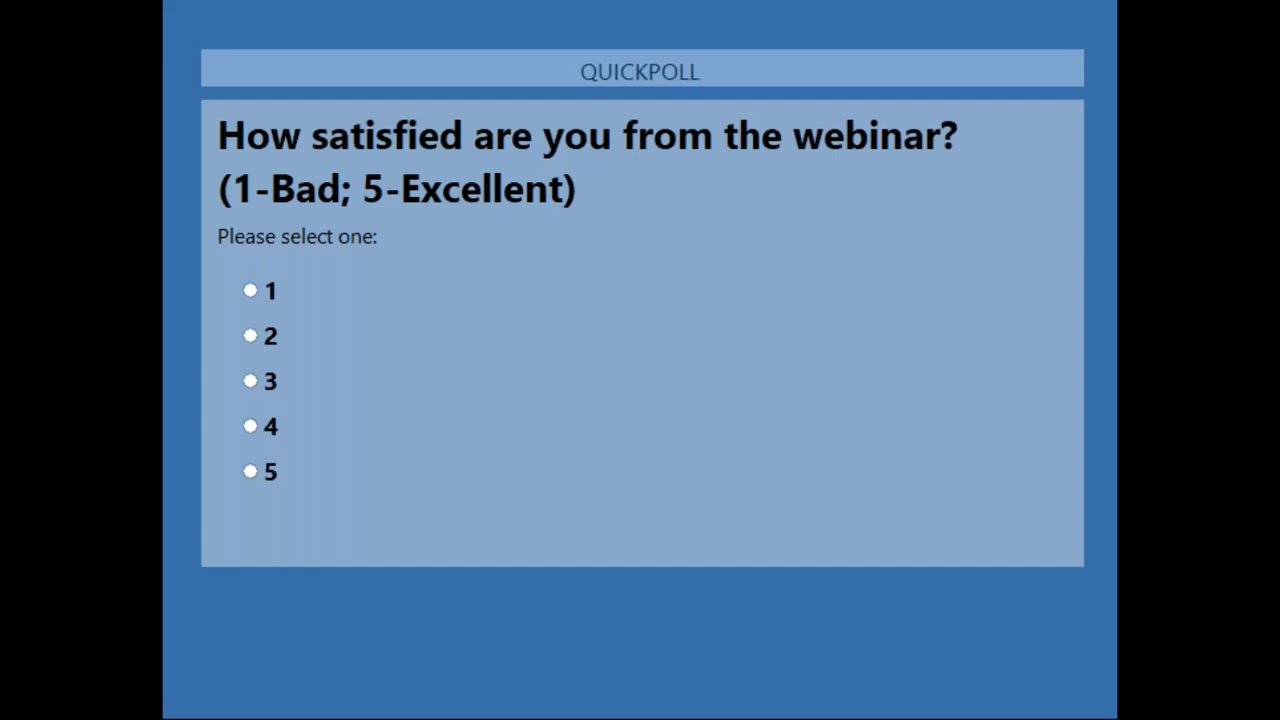 QUICKPOLL
How satisfied are you from the webinar?
(1-Bad; 5-Excellent)
Please select one:
1
2
3
4
5